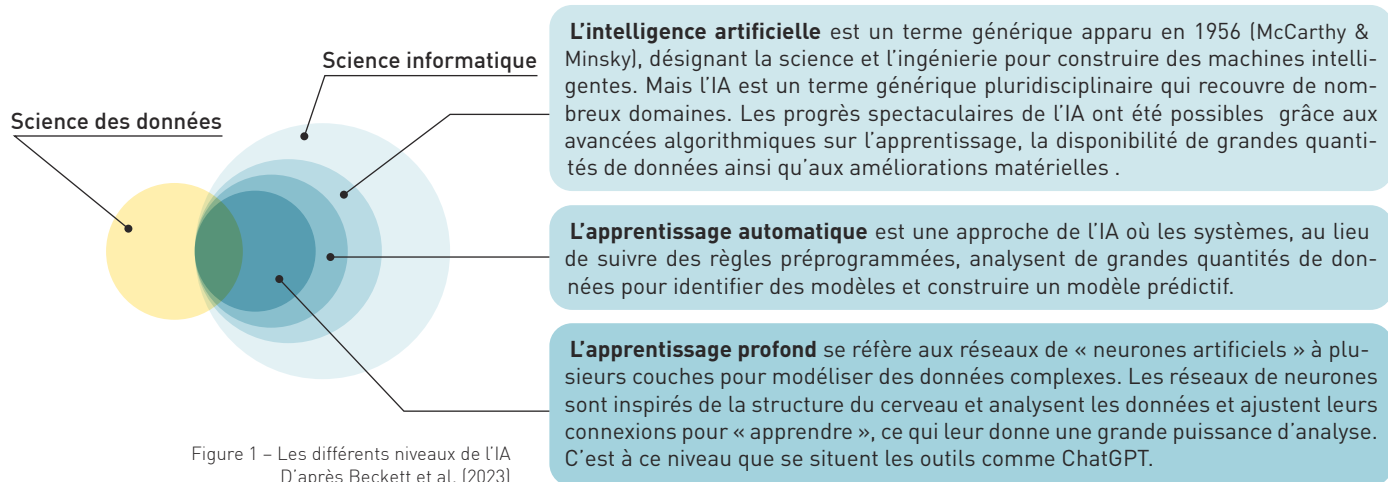 Science informatique
Science des données
L'intelligence artificielle est un terme générique apparu en 1956 (McCarthy &
Minsky), désignant la science et l'ingénierie pour construire des machines intelli-
gentes. Mais l'IA est un terme générique pluridisciplinaire qui recouvre de nom-
breux domaines. Les progrès spectaculaires de l'IA ont été possibles grâce aux
avancées algorithmiques sur l'apprentissage, la disponibilité de grandes quanti-
tés de données ainsi qu'aux améliorations matérielles .
L'apprentissage automatique est une approche de l'IA où les systèmes, au lieu
de suivre des règles préprogrammées, analysent de grandes quantités de don-
nées pour identifier des modèles et construire un modèle prédictif.
L'apprentissage profond se réfère aux réseaux de « neurones artificiels » à plu-
sieurs couches pour modéliser des données complexes. Les réseaux de neurones
sont inspirés de la structure du cerveau et analysent les données et ajustent leurs
connexions pour « apprendre », ce qui leur donne une grande puissance d'analyse.
C'est à ce niveau que se situent les outils comme ChatGPT.
Figure 1 – Les différents niveaux de l'IA
D'après Beckett et al. (2023)